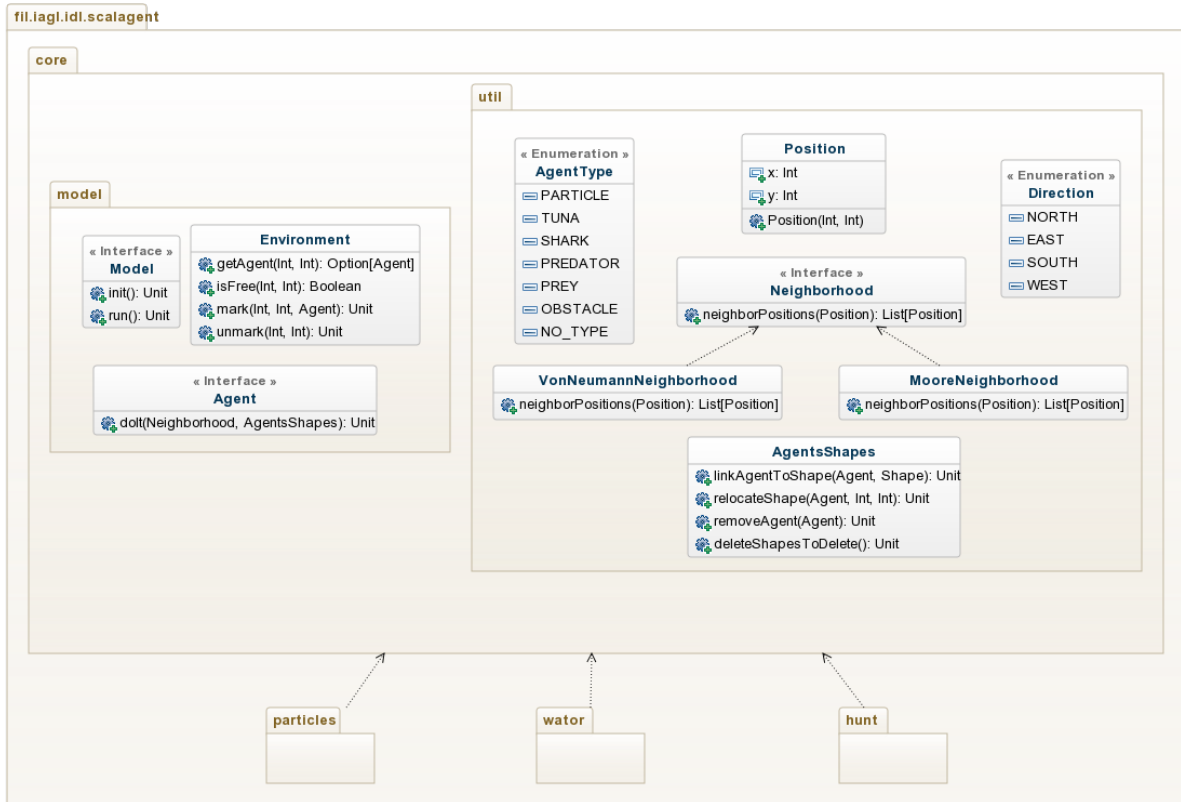 fil.iagl.idl.scalagent
core
model
« Interface »
Model
init(): Unit
run(): Unit
Environment
getAgent(Int, Int): Option[Agent]
isFree(Int, Int): Boolean
mark(Int, Int, Agent): Unit
unmark(Int, Int): Unit
« Interface »
Agent
doIt(Neighborhood, AgentsShapes): Unit
util
« Enumeration »
AgentType
PARTICLE
TUNA
SHARK
PREDATOR
PREY
OBSTACLE
NO_TYPE
Position
x: Int
y: Int
Position(Int, Int)
« Enumeration »
Direction
NORTH
EAST
SOUTH
WEST
« Interface »
Neighborhood
neighborPositions(Position): List[Position]
VonNeumannNeighborhood
neighborPositions(Position): List[Position]
MooreNeighborhood
neighborPositions(Position): List[Position]
AgentsShapes
linkAgentToShape(Agent, Shape): Unit
relocateShape(Agent, Int, Int): Unit
removeAgent(Agent): Unit
deleteShapesToDelete(): Unit
particles
wator
hunt